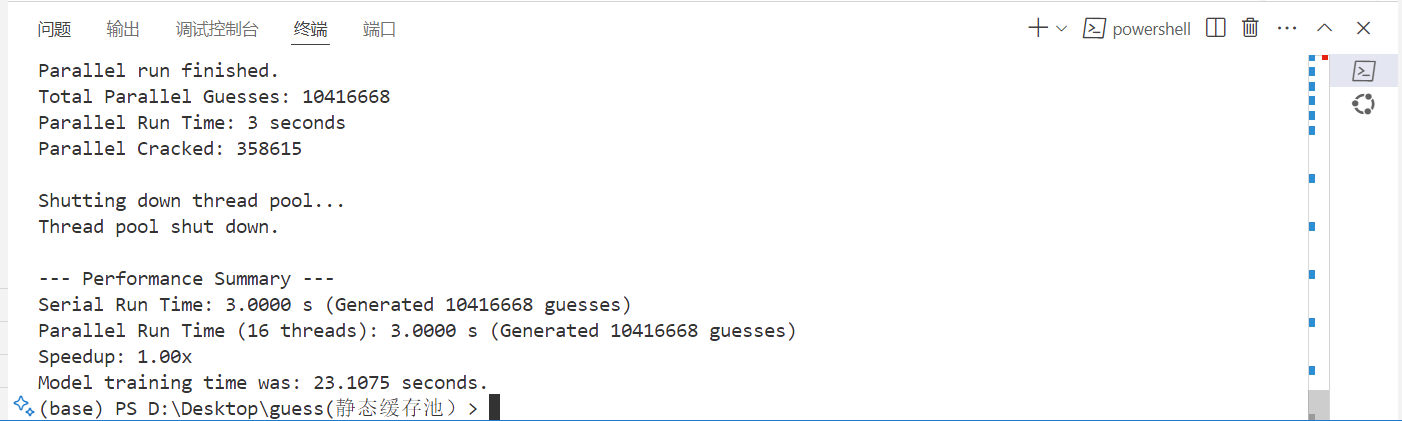 问题 输出 调试控制台 终端 端口 powershell
Parallel run finished.
Total Parallel Guesses: 10416668
Parallel Run Time: 3 seconds
Parallel Cracked: 358615
Shutting down thread pool...
Thread pool shut down.
--- Performance Summary ---
Serial Run Time: 3.0000 s (Generated 10416668 guesses)
Parallel Run Time (16 threads): 3.0000 s (Generated 10416668 guesses)
Speedup: 1.00x
Model training time was: 23.1075 seconds.
(base) PS D:\Desktop\guess(静态缓存池）>